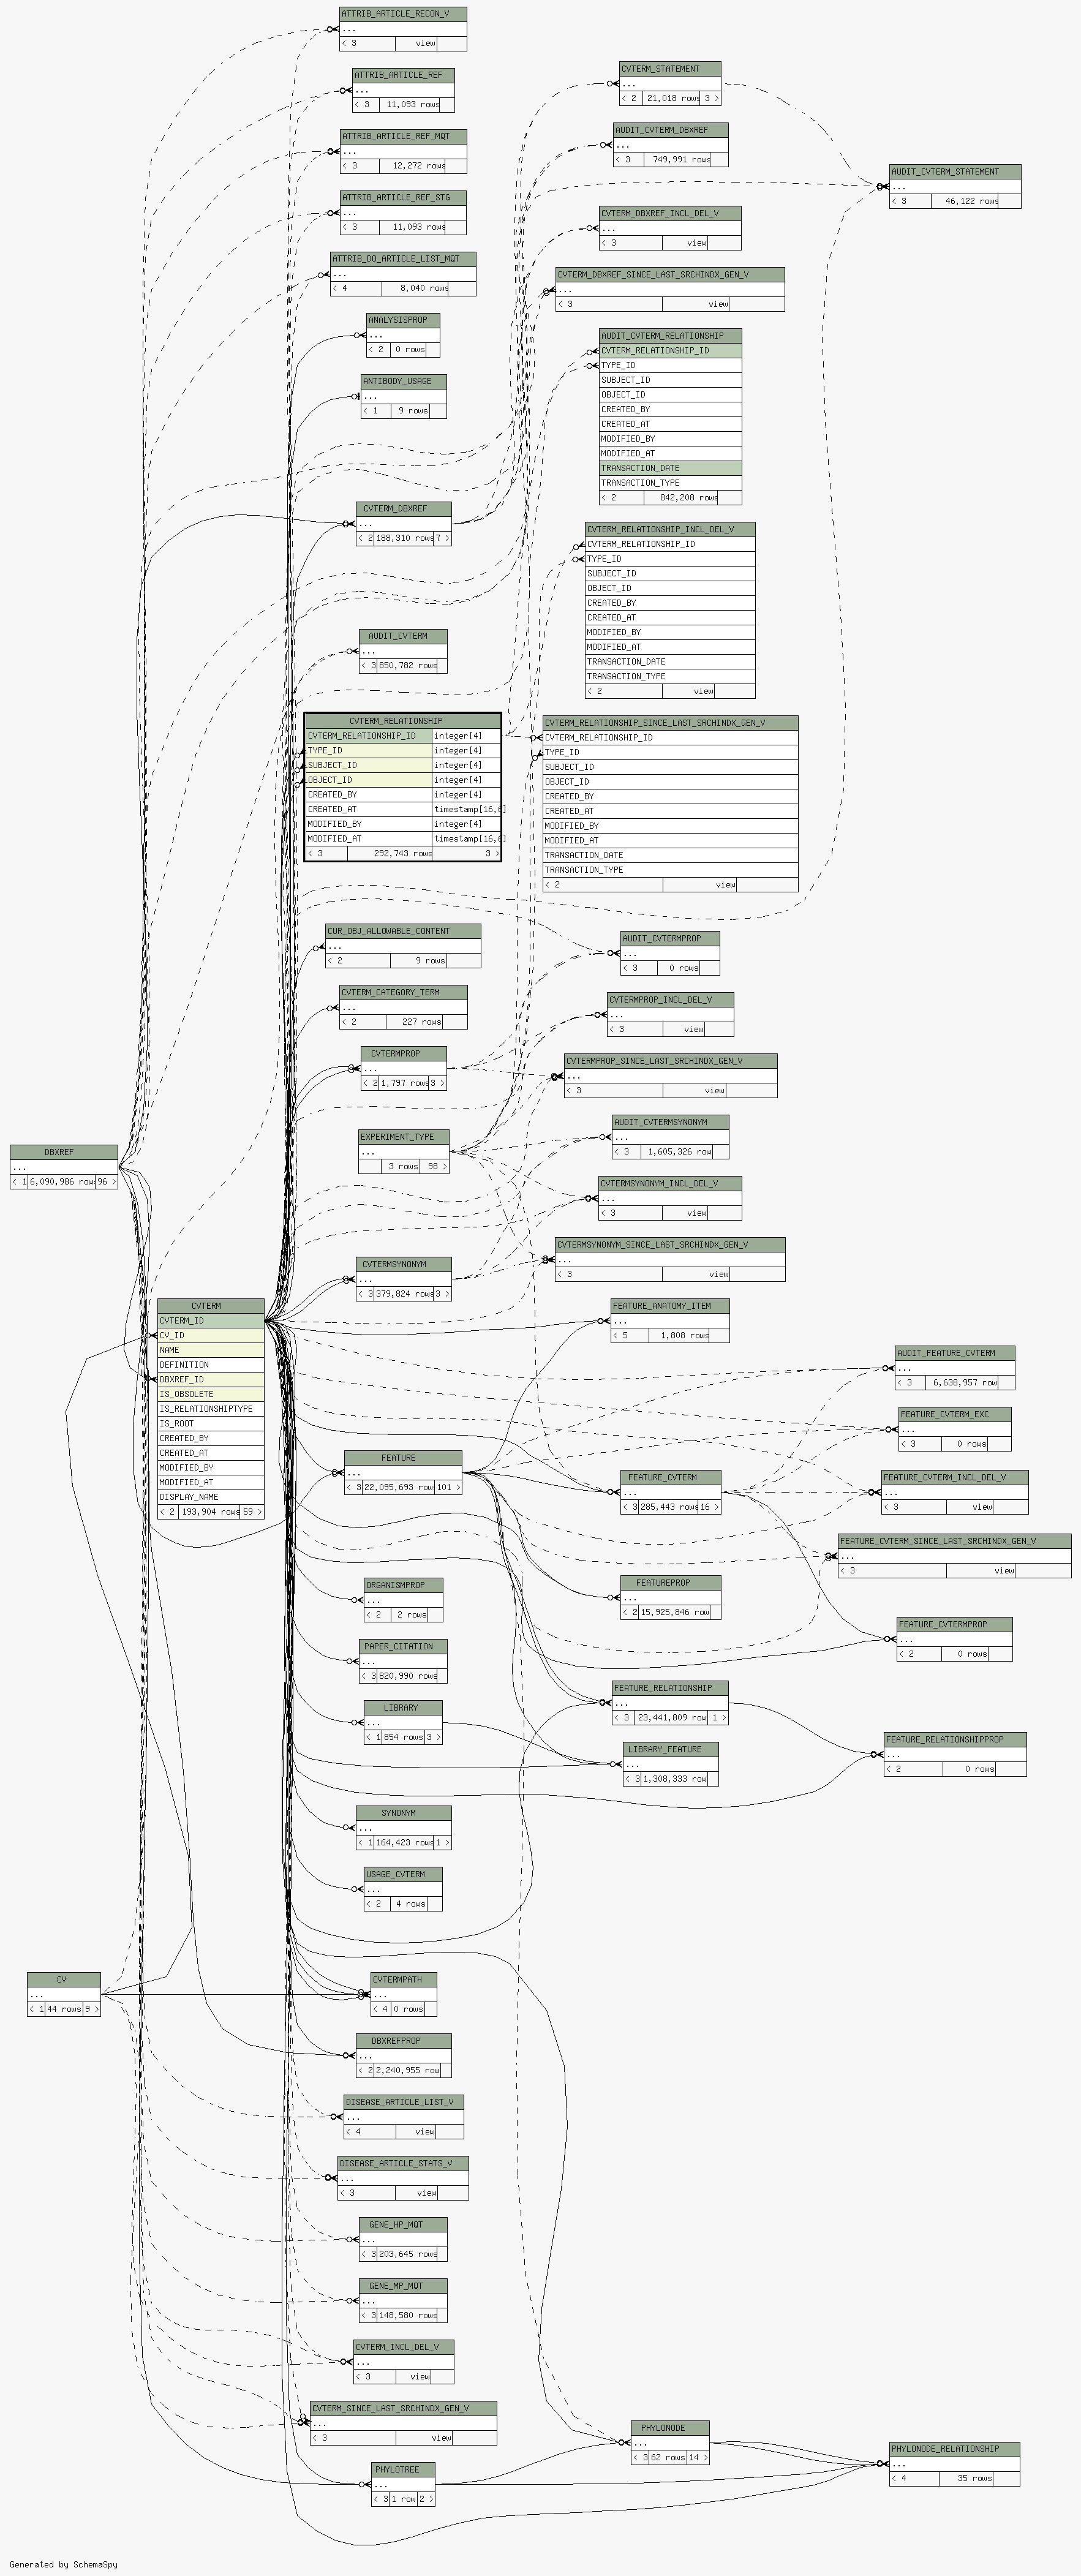 ATTRIB_ARTICLE_RECON_V
...
< 3 view
ATTRIB_ARTICLE_REF
...
< 3 11,093 rows
ATTRIB_ARTICLE_REF_MQT
...
< 3 12,272 rows
ATTRIB_ARTICLE_REF_STG
...
< 3 11,093 rows
ATTRIB_DO_ARTICLE_LIST_MQT
...
< 4 8,040 rows
ANALYSISPROP
...
< 2 0 rows
ANTIBODY_USAGE
...
< 1 9 rows
CVTERM_DBXREF
...
< 2 188,310 rows 7 >
AUDIT_CVTERM
...
< 3 850,782 rows
CVTERM_RELATIONSHIP
CVTERM_RELATIONSHIP_ID integer[4]
TYPE_ID integer[4]
SUBJECT_ID integer[4]
OBJECT_ID integer[4]
CREATED_BY integer[4]
CREATED_AT timestamp[16,6]
MODIFIED_BY integer[4]
MODIFIED_AT timestamp[16,6]
< 3 292,743 rows 3 >
CUR_OBJ_ALLOWABLE_CONTENT
...
< 2 9 rows
CVTERM_CATEGORY_TERM
...
< 2 227 rows
CVTERMPROP
...
< 2 1,797 rows 3 >
EXPERIMENT_TYPE
...
3 rows 98 >
CVTERMSYNONYM
...
< 3 379,824 rows 3 >
FEATURE
...
< 3 22,095,693 rows 101 >
ORGANISMPROP
...
< 2 2 rows
PAPER_CITATION
...
< 3 820,990 rows
LIBRARY
...
< 1 854 rows 3 >
SYNONYM
...
< 1 164,423 rows 1 >
USAGE_CVTERM
...
< 2 4 rows
CVTERMPATH
...
< 4 0 rows
DBXREFPROP
...
< 2 2,240,955 row
DISEASE_ARTICLE_LIST_V
...
< 4 view
DISEASE_ARTICLE_STATS_V
...
< 3 view
GENE_HP_MQT
...
< 3 203,645 rows
GENE_MP_MQT
...
< 3 148,580 rows
CVTERM_INCL_DEL_V
...
< 3 view
CVTERM_SINCE_LAST_SRCHINDX_GEN_V
...
< 3 view
PHYLOTREE
...
< 3 1 row 2 >
DBXREF
...
< 1 6,090,986 row 96 >
CVTERM
CVTERM_ID
CV_ID
NAME
DEFINITION
DBXREF_ID
IS_OBSOLETE
IS_RELATIONSHIPTYPE
IS_ROOT
CREATED_BY
CREATED_AT
MODIFIED_BY
MODIFIED_AT
DISPLAY_NAME
< 2 193,904 rows 59 >
CV
...
< 1 44 rows 9 >
CVTERM_STATEMENT
...
< 2 21,018 rows 3 >
AUDIT_CVTERM_DBXREF
...
< 3 749,991 rows
CVTERM_DBXREF_INCL_DEL_V
...
< 3 view
CVTERM_DBXREF_SINCE_LAST_SRCHINDX_GEN_V
...
< 3 view
AUDIT_CVTERM_RELATIONSHIP
CVTERM_RELATIONSHIP_ID
TYPE_ID
SUBJECT_ID
OBJECT_ID
CREATED_BY
CREATED_AT
MODIFIED_BY
MODIFIED_AT
TRANSACTION_DATE
TRANSACTION_TYPE
< 2 842,208 rows
CVTERM_RELATIONSHIP_INCL_DEL_V
CVTERM_RELATIONSHIP_ID
TYPE_ID
SUBJECT_ID
OBJECT_ID
CREATED_BY
CREATED_AT
MODIFIED_BY
MODIFIED_AT
TRANSACTION_DATE
TRANSACTION_TYPE
< 2 view
CVTERM_RELATIONSHIP_SINCE_LAST_SRCHINDX_GEN_V
CVTERM_RELATIONSHIP_ID
TYPE_ID
SUBJECT_ID
OBJECT_ID
CREATED_BY
CREATED_AT
MODIFIED_BY
MODIFIED_AT
TRANSACTION_DATE
TRANSACTION_TYPE
< 2 view
AUDIT_CVTERMPROP
...
< 3 0 rows
CVTERMPROP_INCL_DEL_V
...
< 3 view
CVTERMPROP_SINCE_LAST_SRCHINDX_GEN_V
...
< 3 view
AUDIT_CVTERMSYNONYM
...
< 3 1,605,326 row
CVTERMSYNONYM_INCL_DEL_V
...
< 3 view
CVTERMSYNONYM_SINCE_LAST_SRCHINDX_GEN_V
...
< 3 view
FEATURE_ANATOMY_ITEM
...
< 5 1,808 rows
FEATURE_CVTERM
...
< 3 285,443 rows 16 >
FEATUREPROP
...
< 2 15,925,846 row
FEATURE_RELATIONSHIP
...
< 3 23,441,809 row 1 >
LIBRARY_FEATURE
...
< 3 1,308,333 row
PHYLONODE
...
< 3 62 rows 14 >
AUDIT_CVTERM_STATEMENT
...
< 3 46,122 rows
AUDIT_FEATURE_CVTERM
...
< 3 6,638,957 row
FEATURE_CVTERM_EXC
...
< 3 0 rows
FEATURE_CVTERM_INCL_DEL_V
...
< 3 view
FEATURE_CVTERM_SINCE_LAST_SRCHINDX_GEN_V
...
< 3 view
FEATURE_CVTERMPROP
...
< 2 0 rows
FEATURE_RELATIONSHIPPROP
...
< 2 0 rows
PHYLONODE_RELATIONSHIP
...
< 4 35 rows
Generated by SchemaSpy